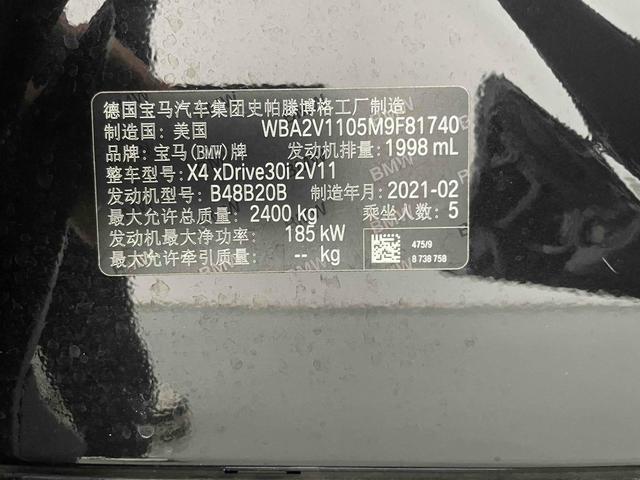 德国宝马汽车集团史帕滕博格工厂制造
制造国: 美国 WBA2V1105M9F81740
品牌: 宝马(BMW)牌 发动机排量: 1998 mL
整车型号: X4 xDrive30i 2V11
发动机型号: B48B20B 制造年月: 2021-02
最大允许总质量: 2400 kg 乘坐人数: 5
发动机最大净功率: 185 kW
最大允许牵引质量: -- kg
475/9
8 738 758